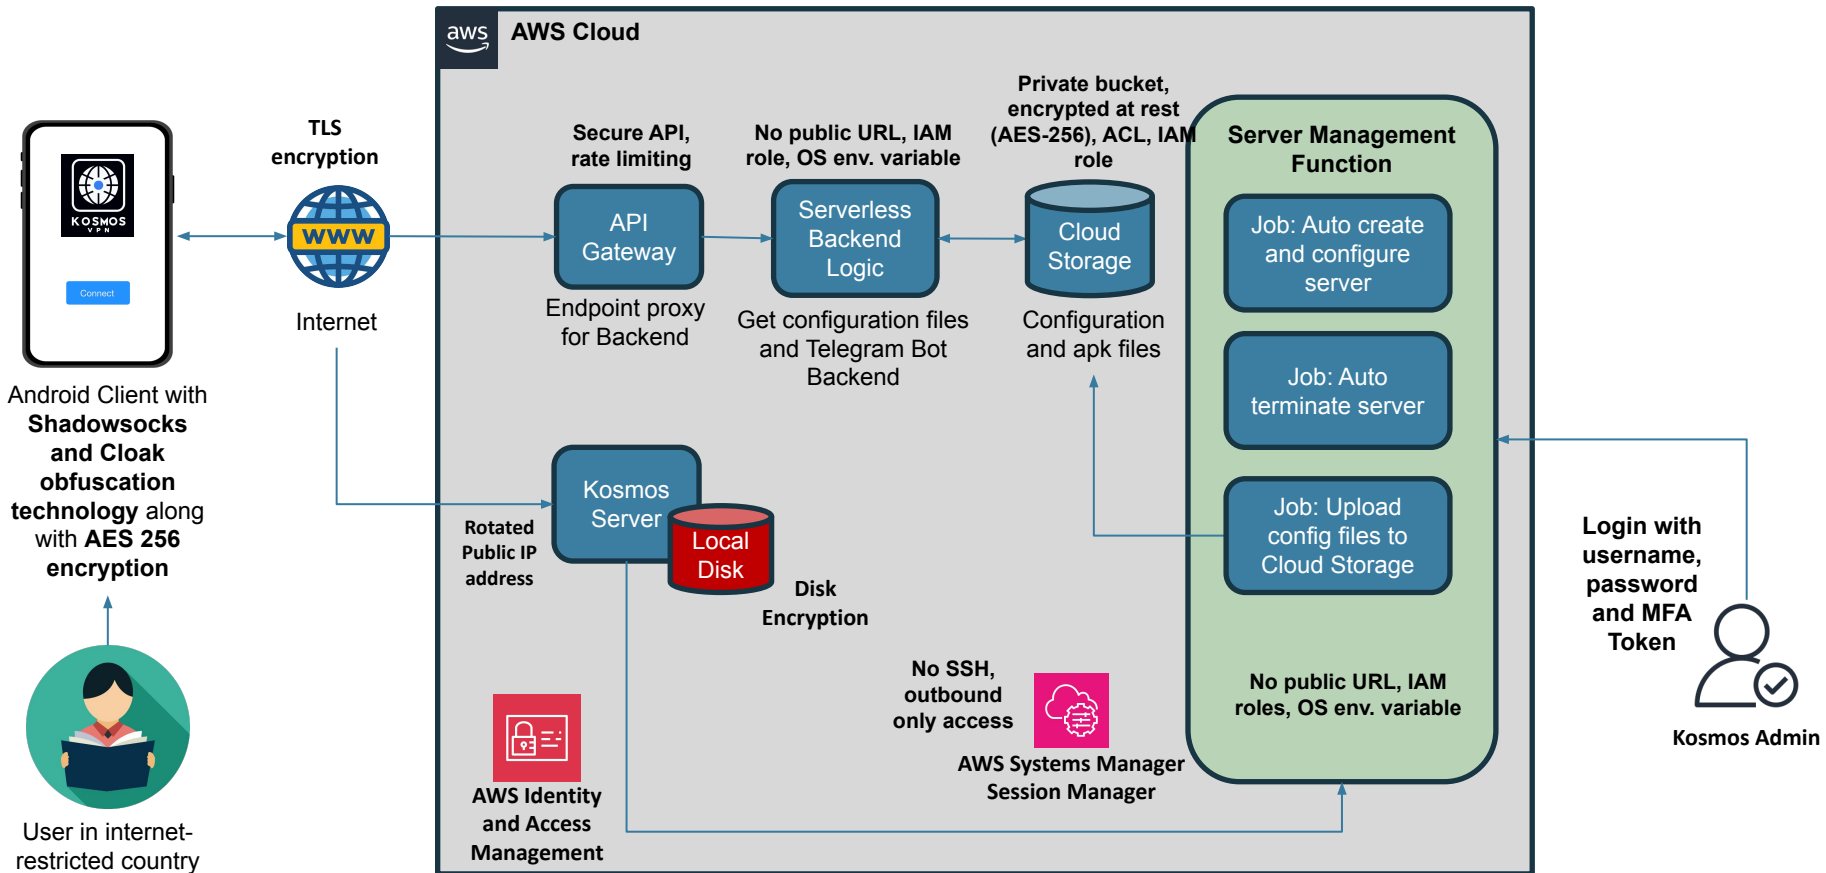 aws
AWS Cloud
TLS
encryption
Secure API,
rate limiting
No public URL, IAM
role, OS env. variable
Private bucket,
encrypted at rest
(AES-256), ACL, IAM
role
Server Management
Function
KOSMOS
VPN
Connect
WWW
Internet
API
Gateway
Endpoint proxy
for Backend
Serverless
Backend
Logic
Get configuration files
and Telegram Bot
Backend
Cloud
Storage
Configuration
and apk files
Job: Auto create
and configure
server
Job: Auto
terminate server
Job: Upload
config files to
Cloud Storage
No public URL, IAM
roles, OS env. variable
Android Client with
Shadowsocks
and Cloak
obfuscation
technology along
with AES 256
encryption
User in internet-
restricted country
Kosmos
Server
Local
Disk
Rotated
Public IP
address
Disk
Encryption
No SSH,
outbound
only access
AWS Systems Manager
Session Manager
AWS Identity
and Access
Management
Login with
username,
password
and MFA
Token
Kosmos Admin